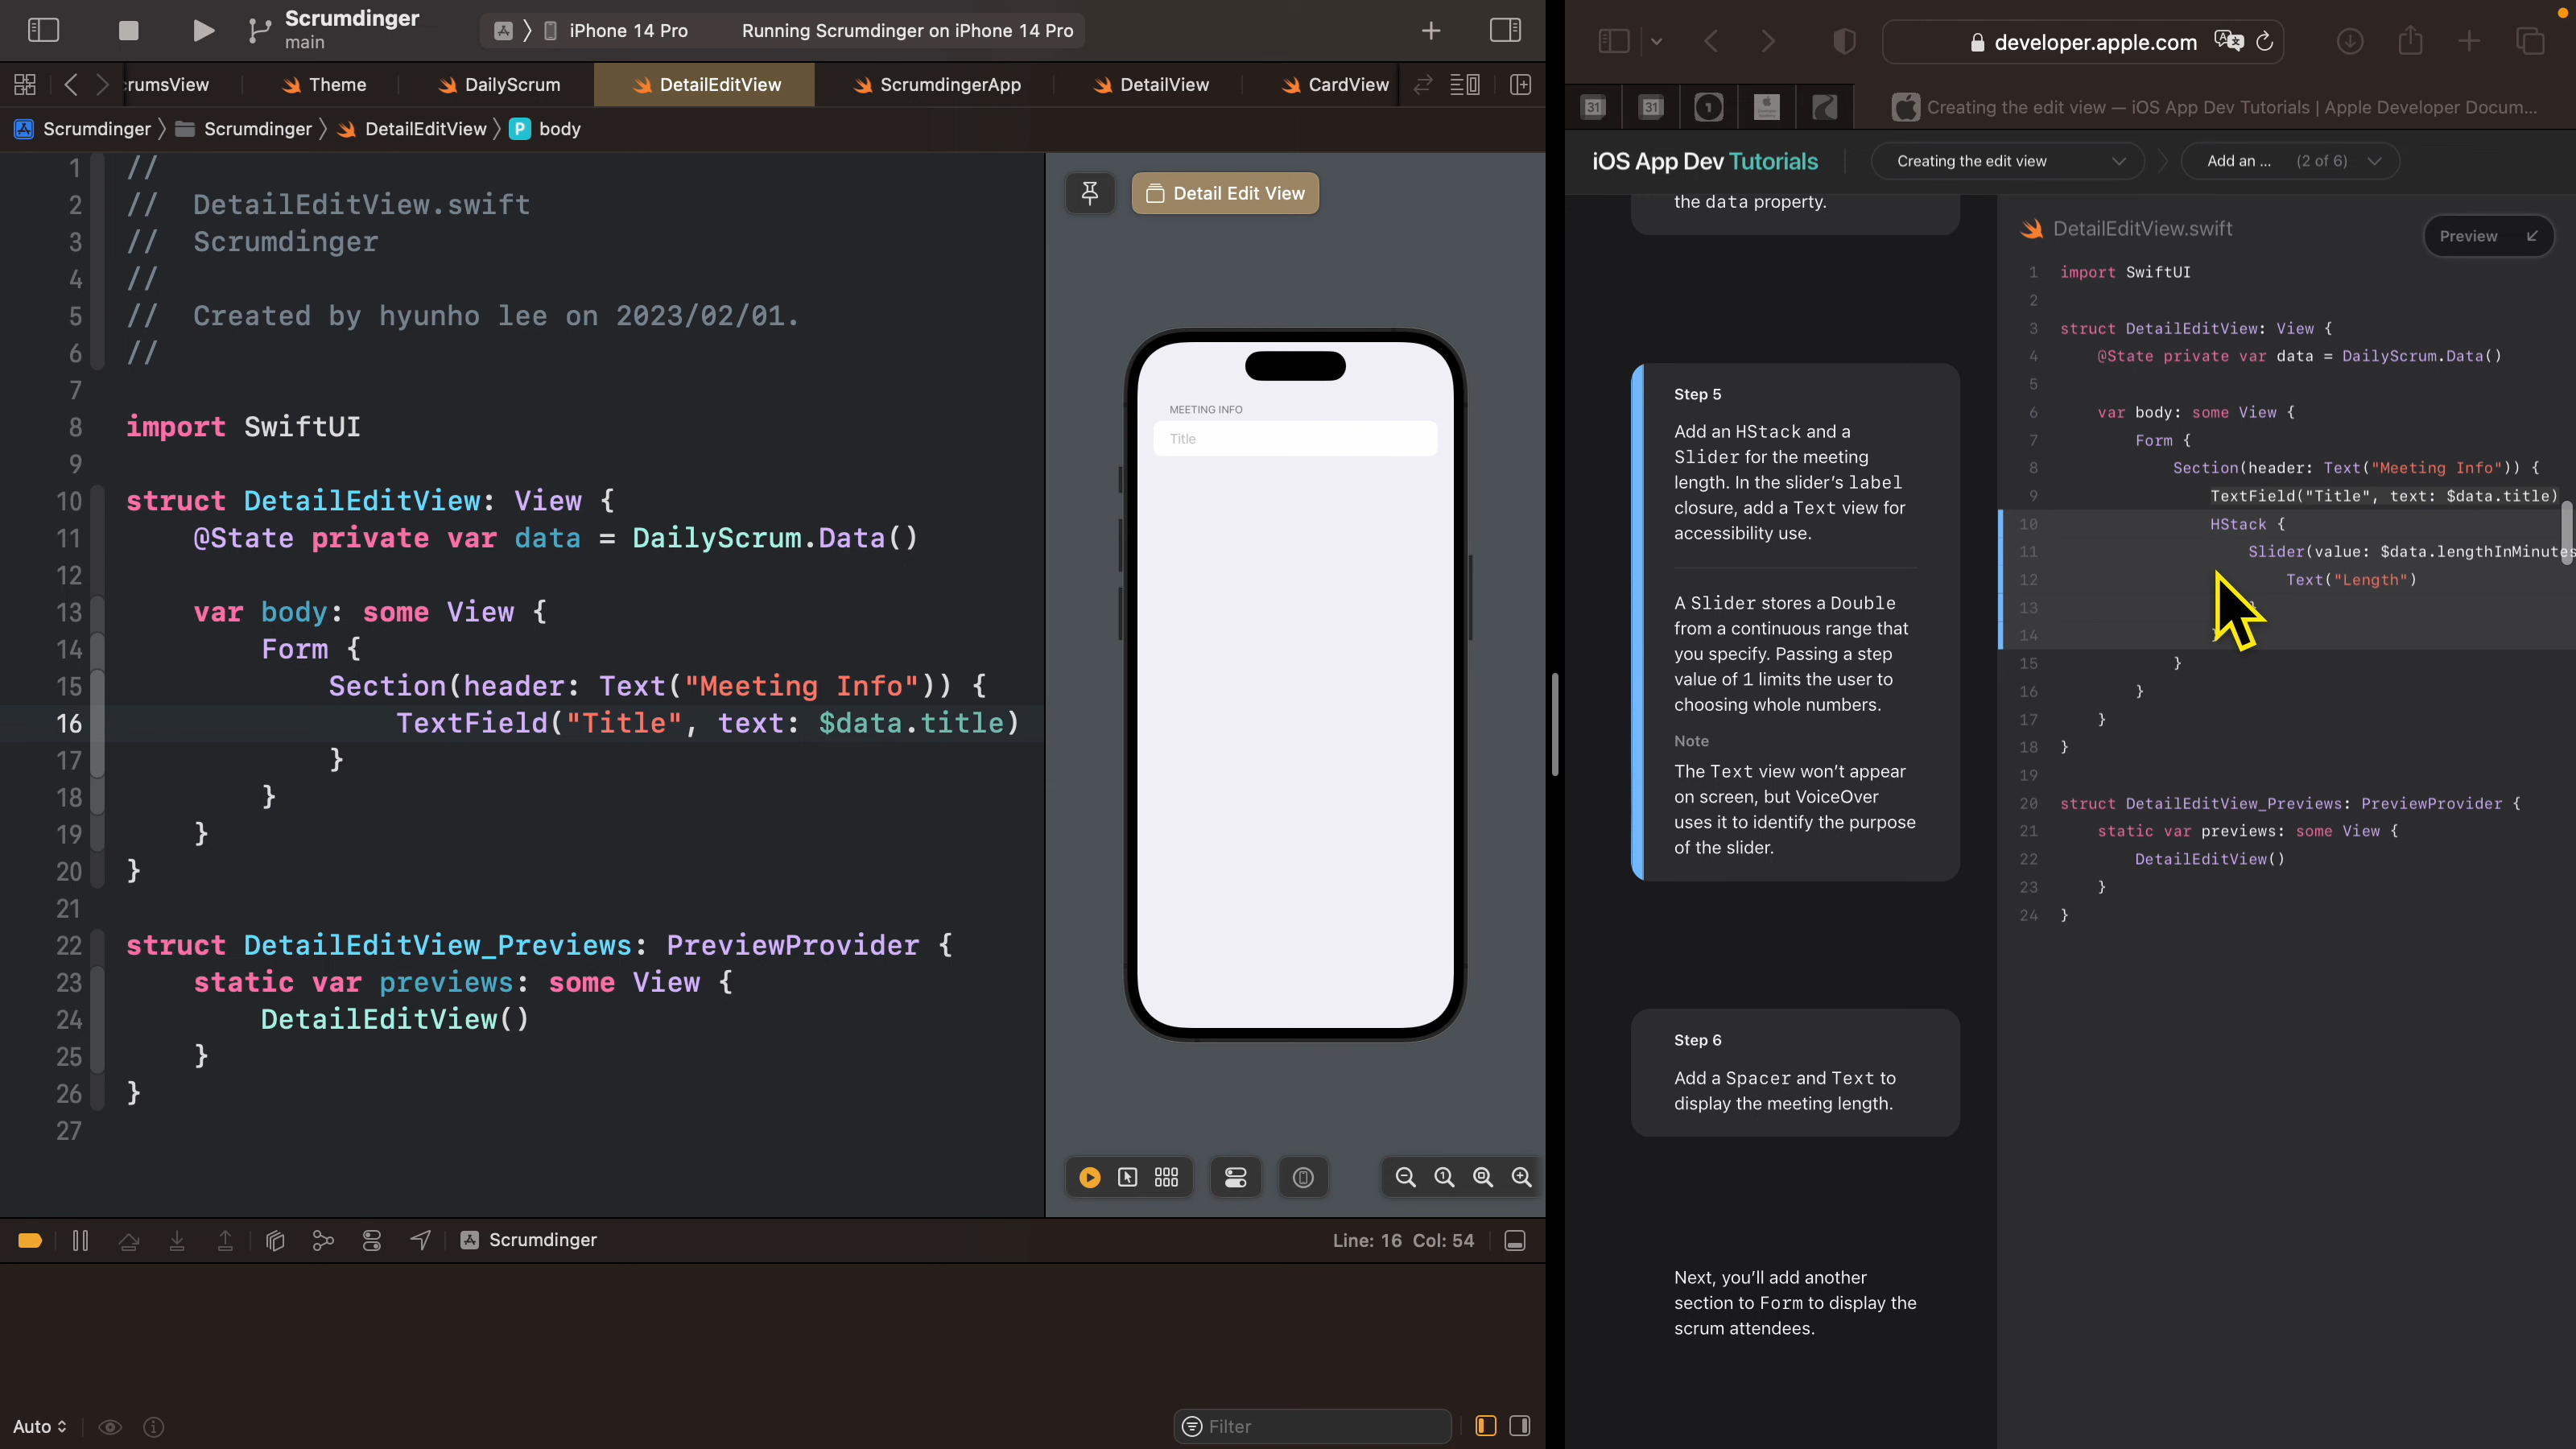 Scrumdinger
main
iPhone 14 Pro
Running Scrumdinger on iPhone 14 Pro
rumsView
Theme
DailyScrum
DetailEditView
ScrumdingerApp
DetailView
CardView
Scrumdinger
Scrumdinger
DetailEditView
P
body
1 //
2 //  DetailEditView.swift
3 //  Scrumdinger
4 //
5 //  Created by hyunho lee on 2023/02/01.
6 //
7
8 import SwiftUI
9
10 struct DetailEditView: View {
11     @State private var data = DailyScrum.Data()
12
13     var body: some View {
14         Form {
15             Section(header: Text("Meeting Info")) {
16                 TextField("Title", text: $data.title)
17             }
18         }
19     }
20 }
21
22 struct DetailEditView_Previews: PreviewProvider {
23     static var previews: some View {
24         DetailEditView()
25     }
26 }
27
Detail Edit View
MEETING INFO
Title
Scrumdinger
Line: 16 Col: 54
Auto
Filter
developer.apple.com
31
31
1
Creating the edit view — iOS App Dev Tutorials | Apple Developer Docum...
iOS App Dev Tutorials
Creating the edit view
Add an ...
(2 of 6)
the data property.
Step 5
Add an HStack and a
Slider for the meeting
length. In the slider’s label
closure, add a Text view for
accessibility use.
A Slider stores a Double
from a continuous range that
you specify. Passing a step
value of 1 limits the user to
choosing whole numbers.
Note
The Text view won’t appear
on screen, but VoiceOver
uses it to identify the purpose
of the slider.
Step 6
Add a Spacer and Text to
display the meeting length.
Next, you’ll add another
section to Form to display the
scrum attendees.
DetailEditView.swift
Preview
1 import SwiftUI
2
3 struct DetailEditView: View {
4     @State private var data = DailyScrum.Data()
5
6     var body: some View {
7         Form {
8             Section(header: Text("Meeting Info")) {
9                 TextField("Title", text: $data.title)
10                 HStack {
11                     Slider(value: $data.lengthInMinutes
12                         Text("Length")
13
14
15             }
16         }
17     }
18 }
19
20 struct DetailEditView_Previews: PreviewProvider {
21     static var previews: some View {
22         DetailEditView()
23     }
24 }